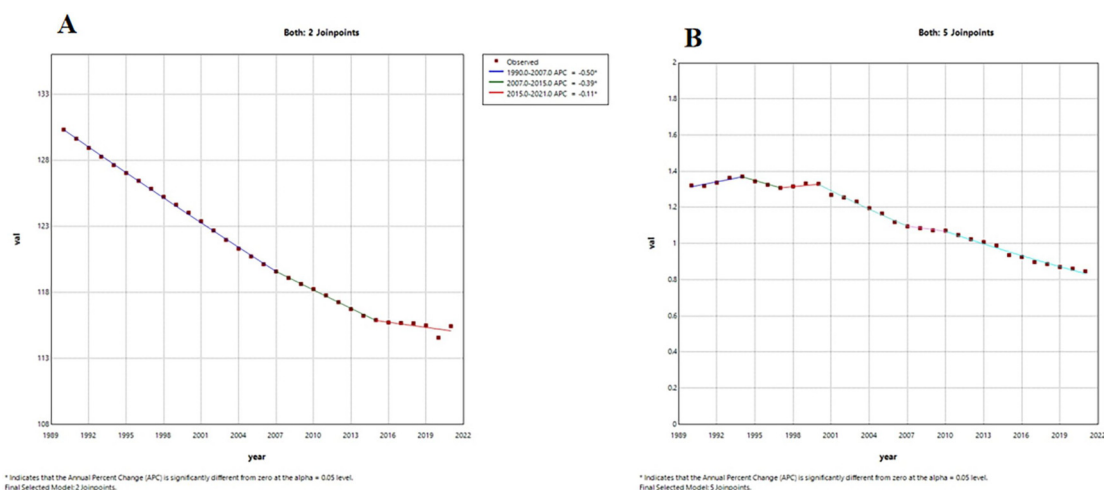 A
Both: 2 Joinpoints
133
128
123
118
113
108
val
1989 1992 1995 1998 2001 2004 2007 2010 2013 2016 2019 2022
year
Observed
1990.0-2007.0 APC = -0.50*
2007.0-2015.0 APC = -0.39*
2015.0-2021.0 APC = -0.11*
* Indicates that the Annual Percent Change (APC) is significantly different from zero at the alpha = 0.05 level.
Final Selected Model: 2 Joinpoints.
B
Both: 5 Joinpoints
2
1.8
1.6
1.4
1.2
1
0.8
0.6
0.4
0.2
0
val
1989 1992 1995 1998 2001 2004 2007 2010 2013 2016 2019 2022
year
* Indicates that the Annual Percent Change (APC) is significantly different from zero at the alpha = 0.05 level.
Final Selected Model: 5 Joinpoints.